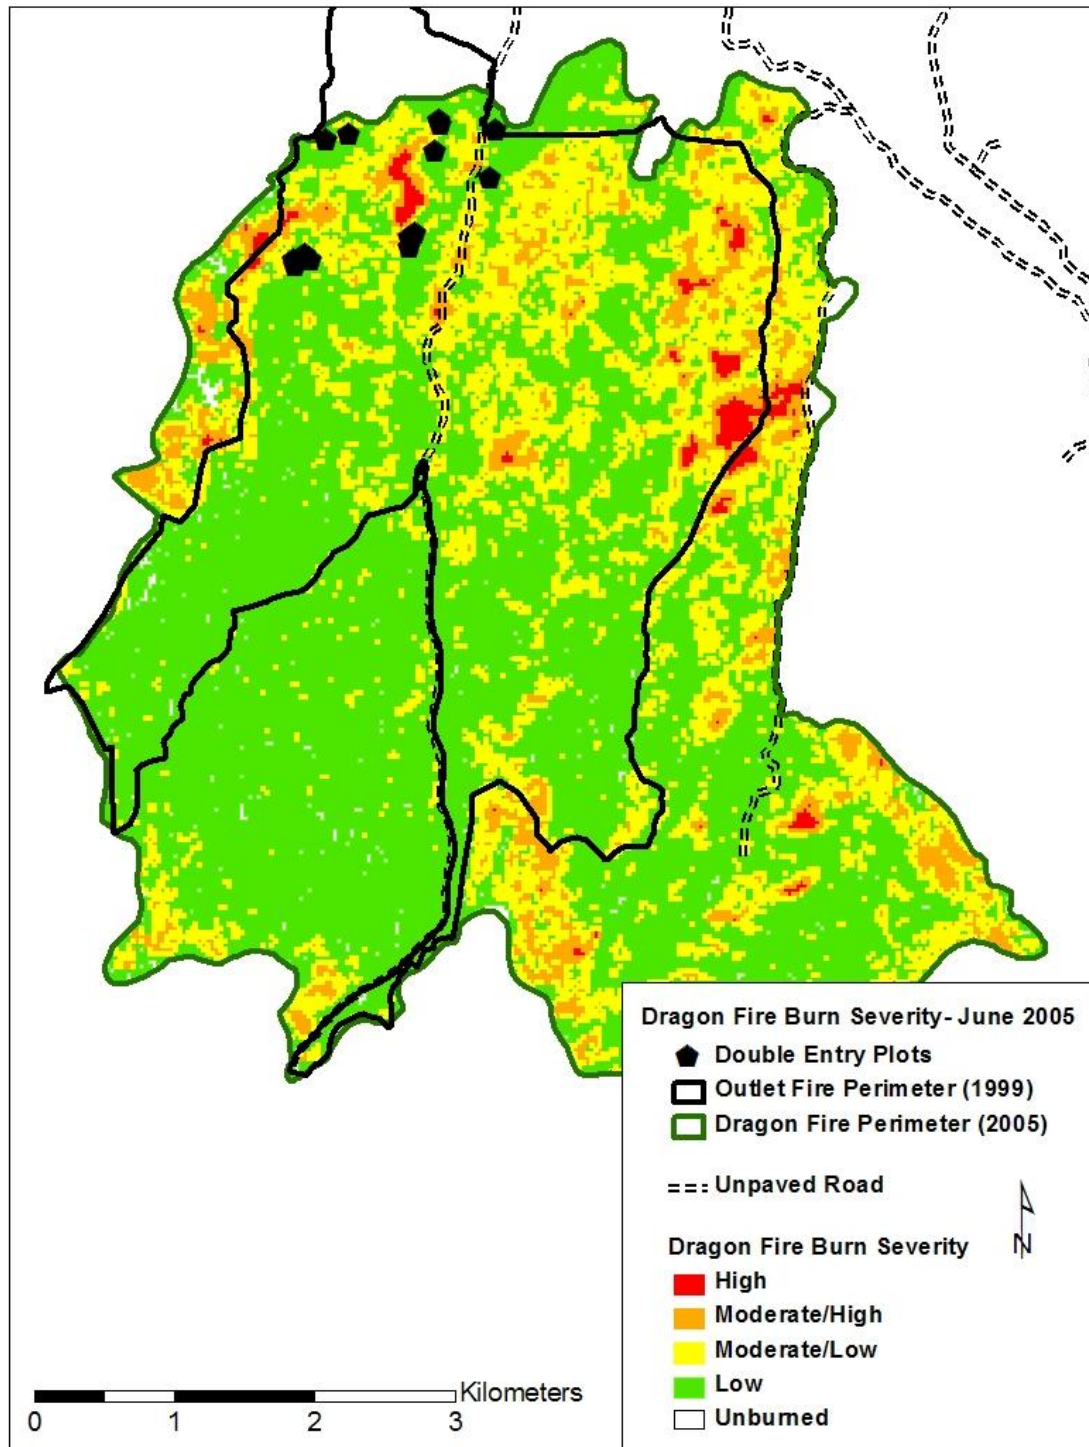 Dragon Fire Burn Severity- June 2005
Double Entry Plots
Outlet Fire Perimeter (1999)
Dragon Fire Perimeter (2005)
Unpaved Road
N
Dragon Fire Burn Severity
High
Moderate/High
Moderate/Low
Low
Unburned
Kilometers
0 1 2 3